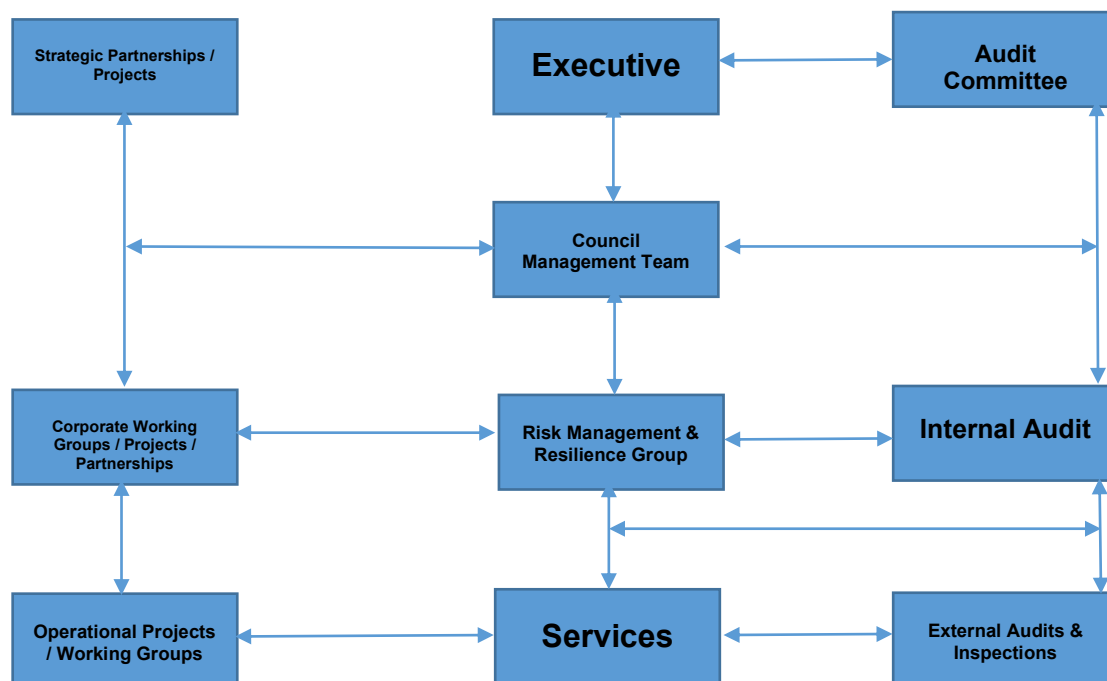 Strategic Partnerships /
Projects
Executive
Audit
Committee
Council
Management Team
Corporate Working
Groups / Projects /
Partnerships
Risk Management &
Resilience Group
Internal Audit
Operational Projects
/ Working Groups
Services
External Audits &
Inspections